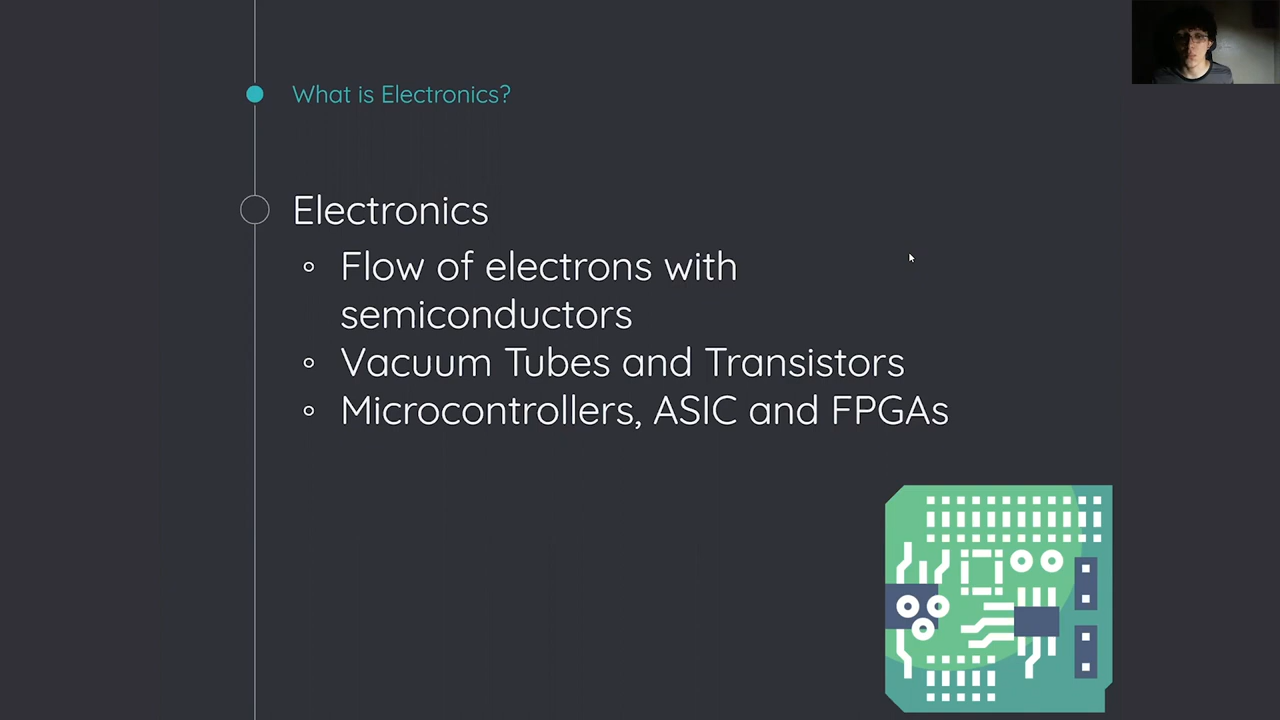 What is Electronics?
Electronics
Flow of electrons with
semiconductors
Vacuum Tubes and Transistors
Microcontrollers, ASIC and FPGAs